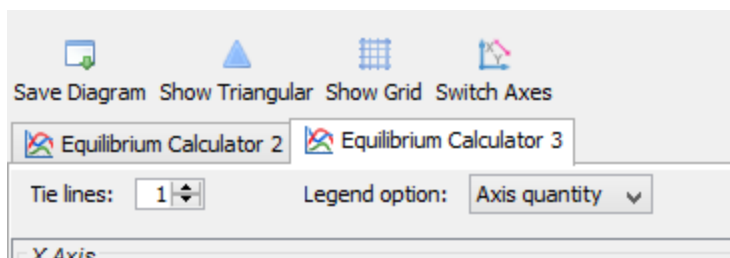 Save Diagram Show Triangular Show Grid Switch Axes
Equilibrium Calculator 2 Equilibrium Calculator 3
Tie lines: 1 Legend option: Axis quantity
X Axis